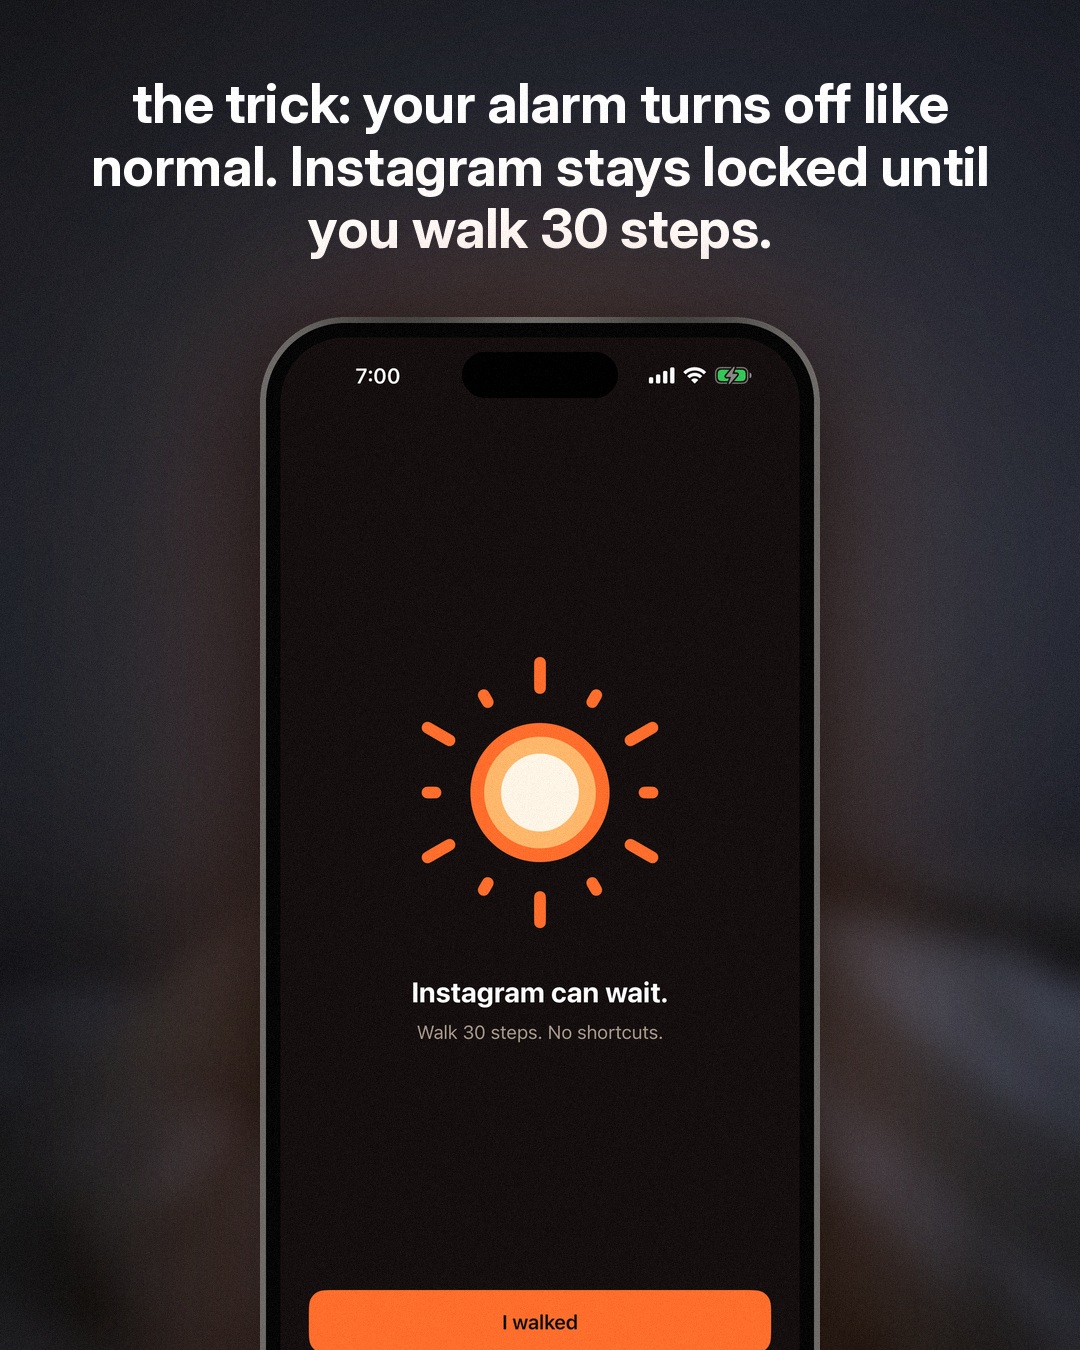 the trick: your alarm turns off like
normal. Instagram stays locked until
you walk 30 steps.
7:00
Instagram can wait.
Walk 30 steps. No shortcuts.
I walked